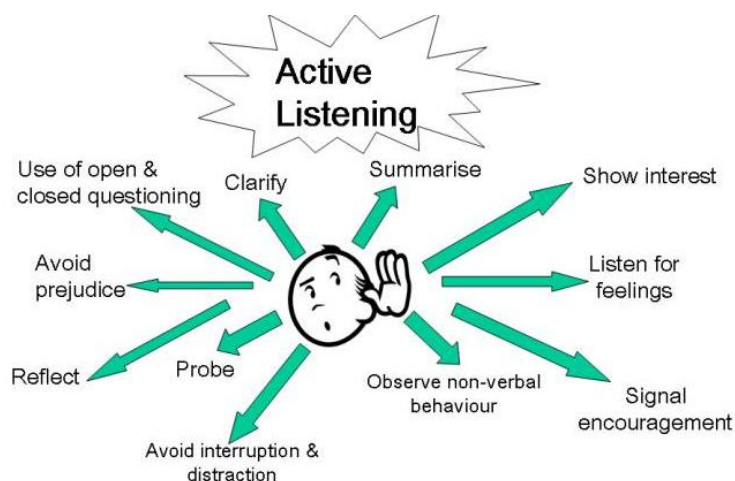 Active
Listening
Use of open &
closed questioning
Clarify
Summarise
Show interest
Avoid
prejudice
Listen for
feelings
Reflect
Probe
Observe non-verbal
behaviour
Signal
encouragement
Avoid interruption &
distraction